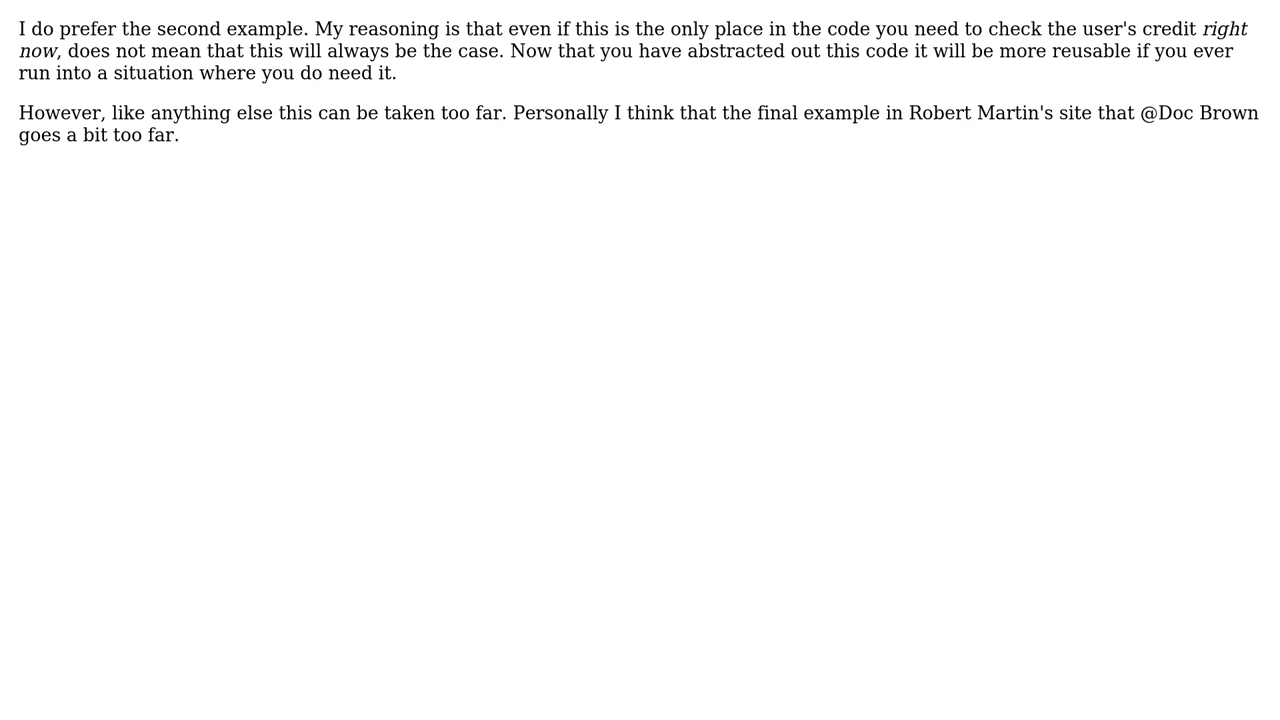 I do prefer the second example. My reasoning is that even if this is the only place in the code you need to check the user's credit right
now, does not mean that this will always be the case. Now that you have abstracted out this code it will be more reusable if you ever
run into a situation where you do need it.
However, like anything else this can be taken too far. Personally I think that the final example in Robert Martin's site that @Doc Brown
goes a bit too far.